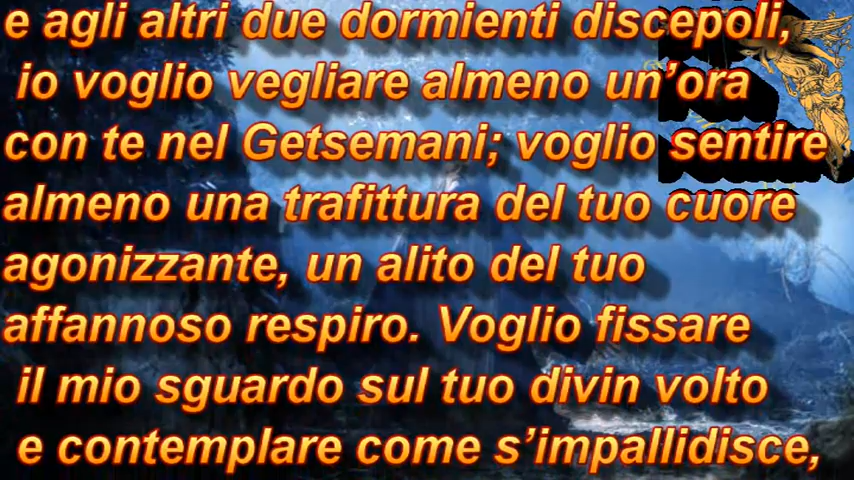 e agli altri due dormienti discepoli,
io voglio vegliare almeno un’ora
con te nel Getsemani; voglio sentire
almeno una trafittura del tuo cuore
agonizzante, un alito del tuo
affannoso respiro. Voglio fissare
il mio sguardo sul tuo divin volto
e contemplare come s’impallidisce,